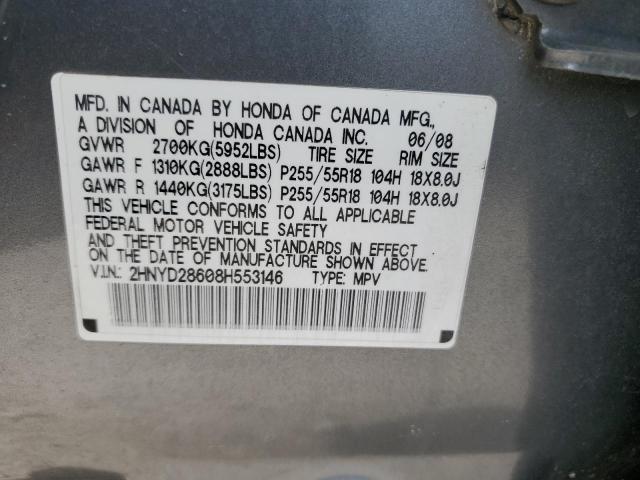 MFD. IN CANADA BY HONDA OF CANADA MFG.,
A DIVISION OF HONDA CANADA INC. 06/08
GVWR 2700KG(5952LBS) TIRE SIZE RIM SIZE
GAWR F 1310KG(2888LBS) P255/55R18 104H 18X8.0J
GAWR R 1440KG(3175LBS) P255/55R18 104H 18X8.0J
THIS VEHICLE CONFORMS TO ALL APPLICABLE
FEDERAL MOTOR VEHICLE SAFETY
AND THEFT PREVENTION STANDARDS IN EFFECT
ON THE DATE OF MANUFACTURE SHOWN ABOVE.
V.I.N.: 2HNYD28608H553146 TYPE: MPV